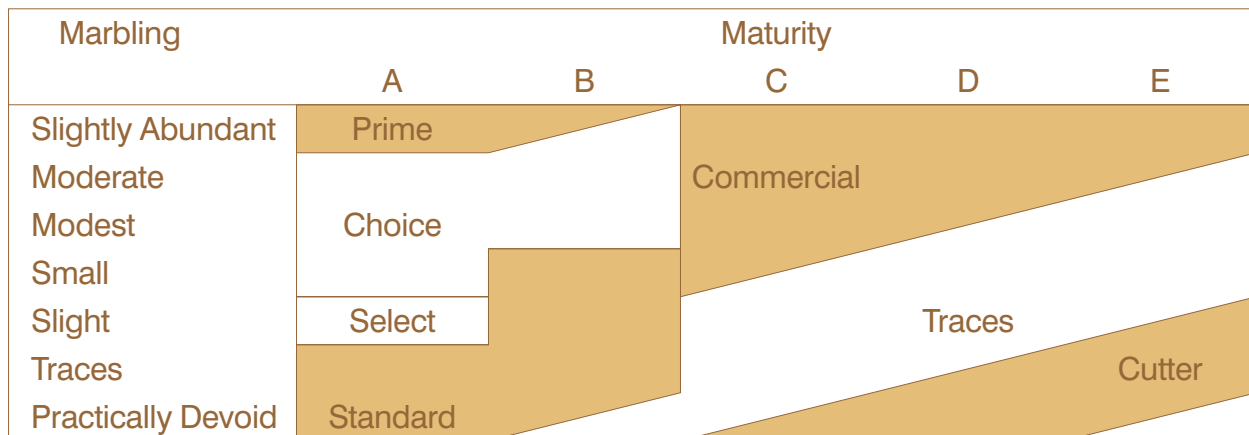 Marbling Maturity
A B C D E
Slightly Abundant Prime
Moderate Commercial
Modest Choice
Small
Slight Select Traces
Traces Cutter
Practically Devoid Standard